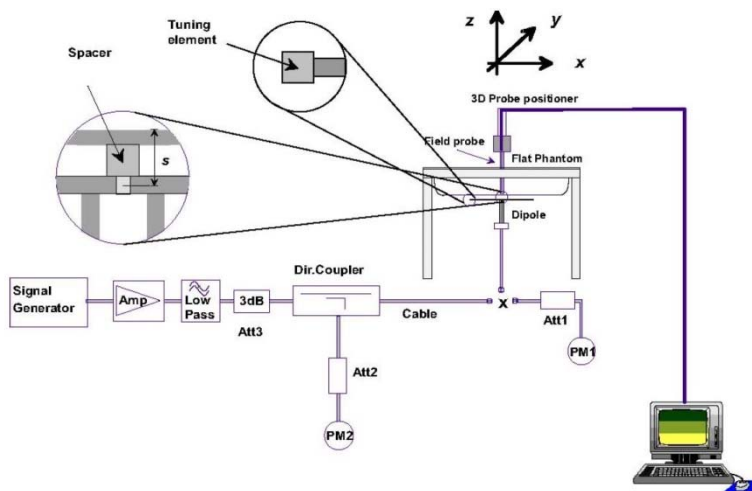 Tuning
element
Spacer
s
z
y
x
3D Probe positioner
Field probe
Flat Phantom
Dipole
Dir.Coupler
Signal
Generator
Amp
Low
Pass
3dB
Att3
Cable
x
Att1
PM1
Att2
PM2